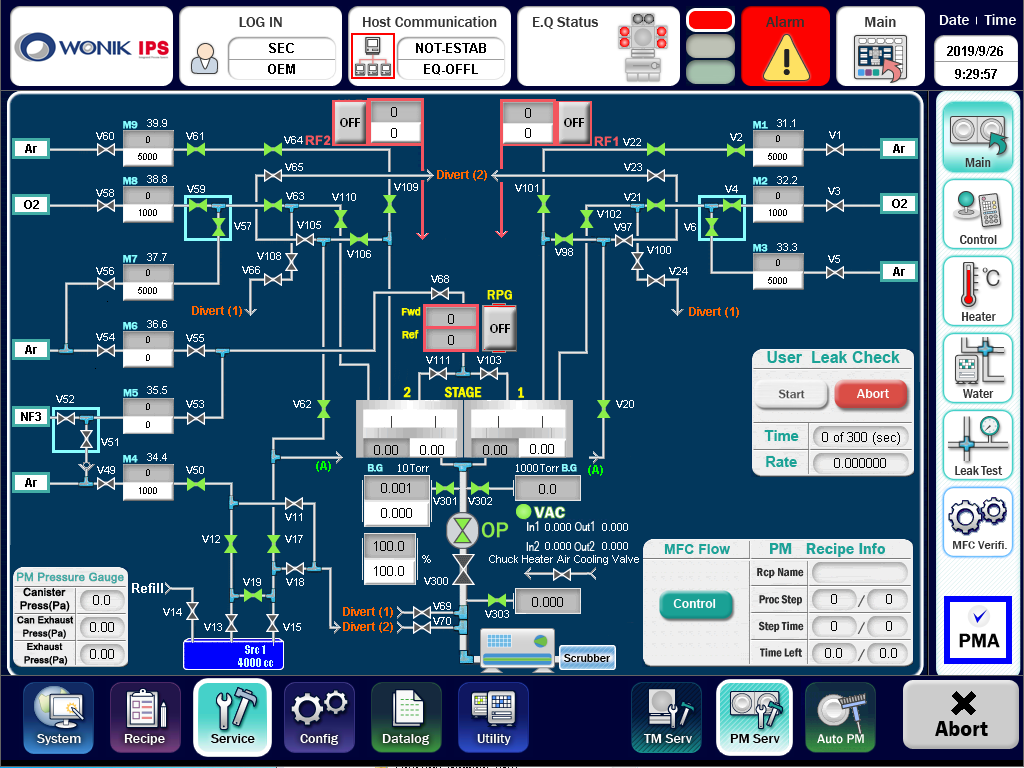 WONIK IPS
LOG IN
SEC
OEM
Host Communication
NOT-ESTAB
EQ-OFFL
E.Q Status
Alarm
Main
Date | Time
2019/9/26
9:29:57
RF2
OFF
0
0
0
0
OFF
RF1
M9 39.9
0
5000
Ar
V60
V61
V64
V22
V2
M1 31.1
0
5000
V1
Ar
V65
Divert (2)
V23
M8 38.8
0
1000
O2
V58
V59
V63
V110
V109
V101
V102
V21
V4
M2 32.2
0
1000
V3
O2
V57
V105
V106
V98
V97
V6
V108
V66
V100
V24
M7 37.7
0
5000
V56
M3 33.3
0
5000
V5
Ar
Divert (1)
Divert (1)
V68
RPG
Fwd
0
Ref
0
OFF
M6 36.6
0
0
Ar
V54
V55
V111
V103
2 STAGE 1
M5 35.5
0
0
NF3
V52
V53
V51
V62
V20
0.00
0.00
0.00
0.00
(A)
(A)
M4 34.4
0
1000
Ar
V49
V50
B.G 10Torr
1000Torr B.G
0.001
0.000
V301
V302
0.0
V11
VAC
OP
In1 0.000 Out1 0.000
In2 0.000 Out2 0.000
Chuck Heater Air Cooling Valve
100.0
100.0
%
V300
V12
V17
V18
V19
V303
0.000
Refill
V14
V13
V15
Src 1
4000 cc
Divert (1)
V69
Divert (2)
V70
Scrubber
User Leak Check
Start
Abort
Time
0 of 300 (sec)
Rate
0.000000
PM Pressure Gauge
Canister
Press(Pa)
0.0
Can Exhaust
Press(Pa)
0.00
Exhaust
Press(Pa)
0.00
MFC Flow
Control
PM Recipe Info
Rcp Name
Proc Step
0 / 0
Step Time
0 / 0
Time Left
0.0 / 0.0
Main
Control
°C
Heater
Water
Leak Test
MFC Verifi.
PMA
System
Recipe
Service
Config
Datalog
Utility
TM Serv
PM Serv
Auto PM
Abort